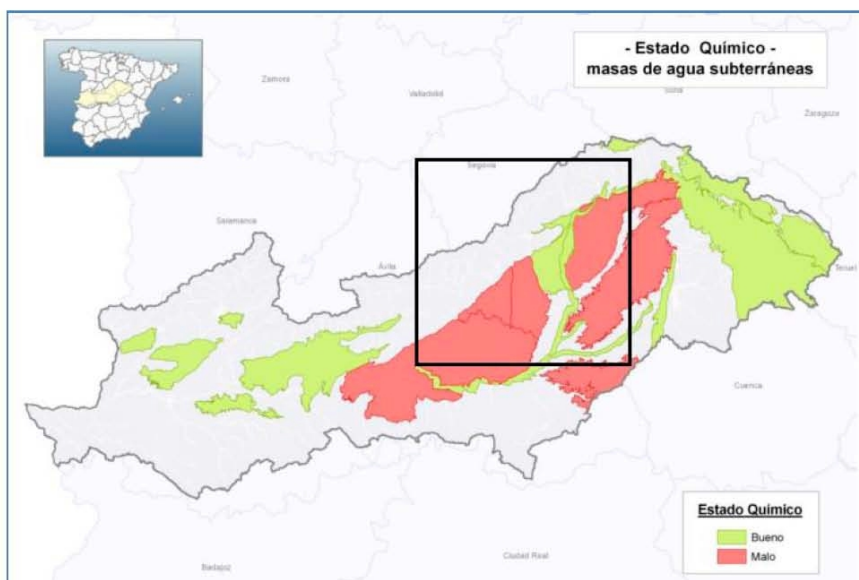 - Estado Químico -
masas de agua subterráneas
Zamora
Valladolid
Soria
Zaragoza
Segovia
Salamanca
Ávila
Teruel
Cuenca
Estado Químico
Bueno
Malo
Ciudad Real
Badajoz